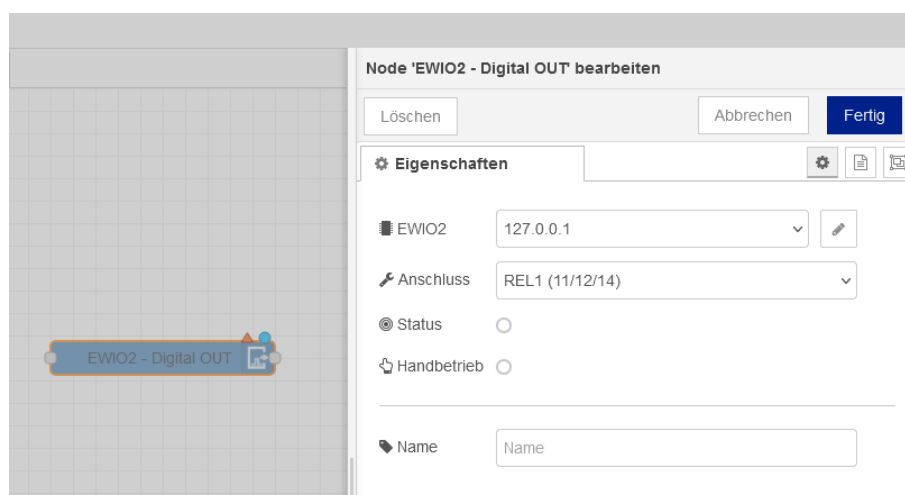 Node 'EWIO2 - Digital OUT' bearbeiten
Löschen
Abbrechen
Fertig
Eigenschaften
EWIO2
127.0.0.1
Anschluss
REL1 (11/12/14)
Status
EWIO2 - Digital OUT
Handbetrieb
Name
Name